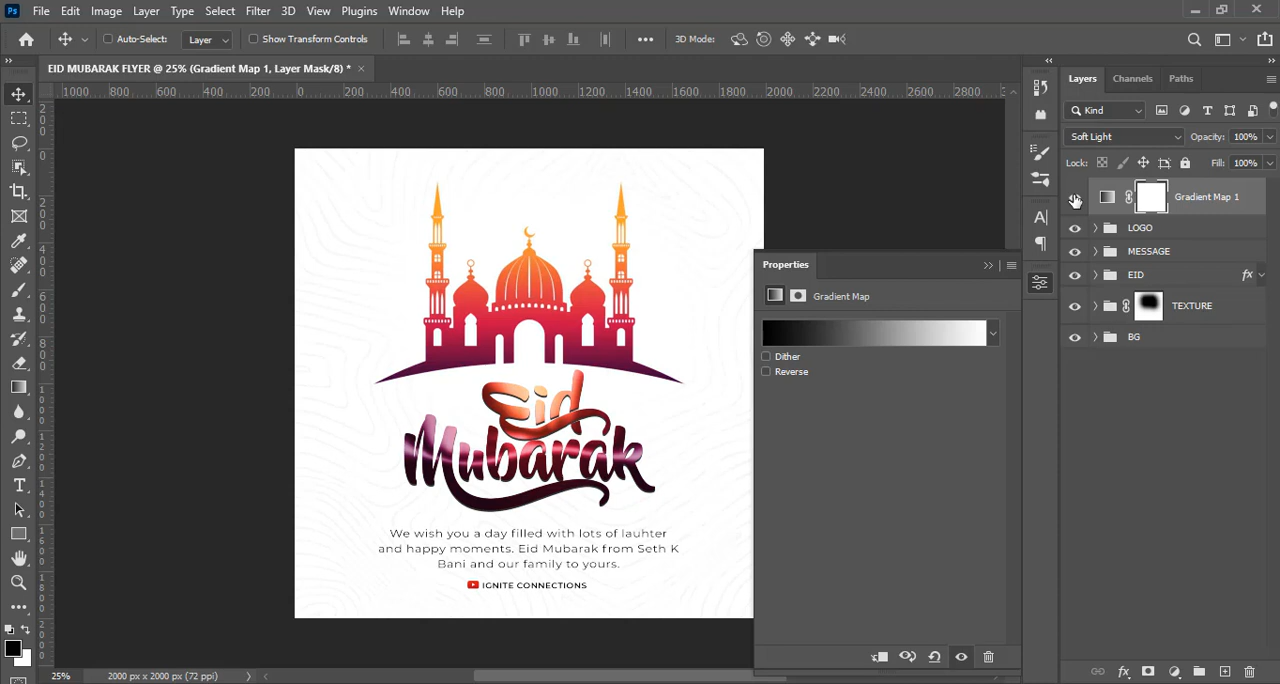 Ps File Edit Image Layer Type Select Filter 3D View Plugins Window Help
Auto-Select: Layer Show Transform Controls 3D Mode:
EID MUBARAK FLYER @ 25% (Gradient Map 1, Layer Mask/8) *
1000 800 600 400 200 0 200 400 600 800 1000 1200 1400 1600 1800 2000 2200 2400 2600 2800
Layers Channels Paths
Kind
Soft Light Opacity: 100%
Lock: Fill: 100%
Gradient Map 1
LOGO
MESSAGE
EID fx
TEXTURE
BG
Properties
Gradient Map
Dither
Reverse
Eid
Mubarak
We wish you a day filled with lots of lauhter
and happy moments. Eid Mubarak from Seth K
Bani and our family to yours.
IGNITE CONNECTIONS
25% 2000 px x 2000 px (72 ppi)